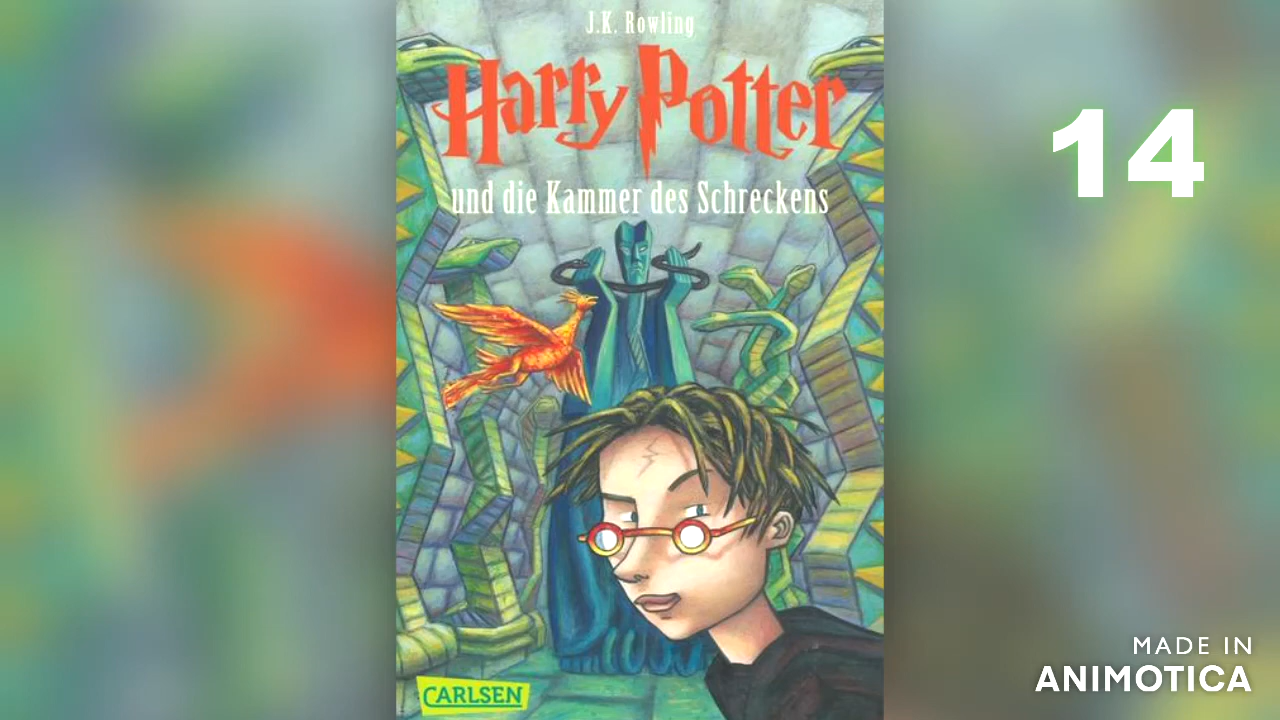 J.K. Rowling
Harry Potter
und die Kammer des Schreckens
14
CARLSEN
MADE IN
ANIMOTICA